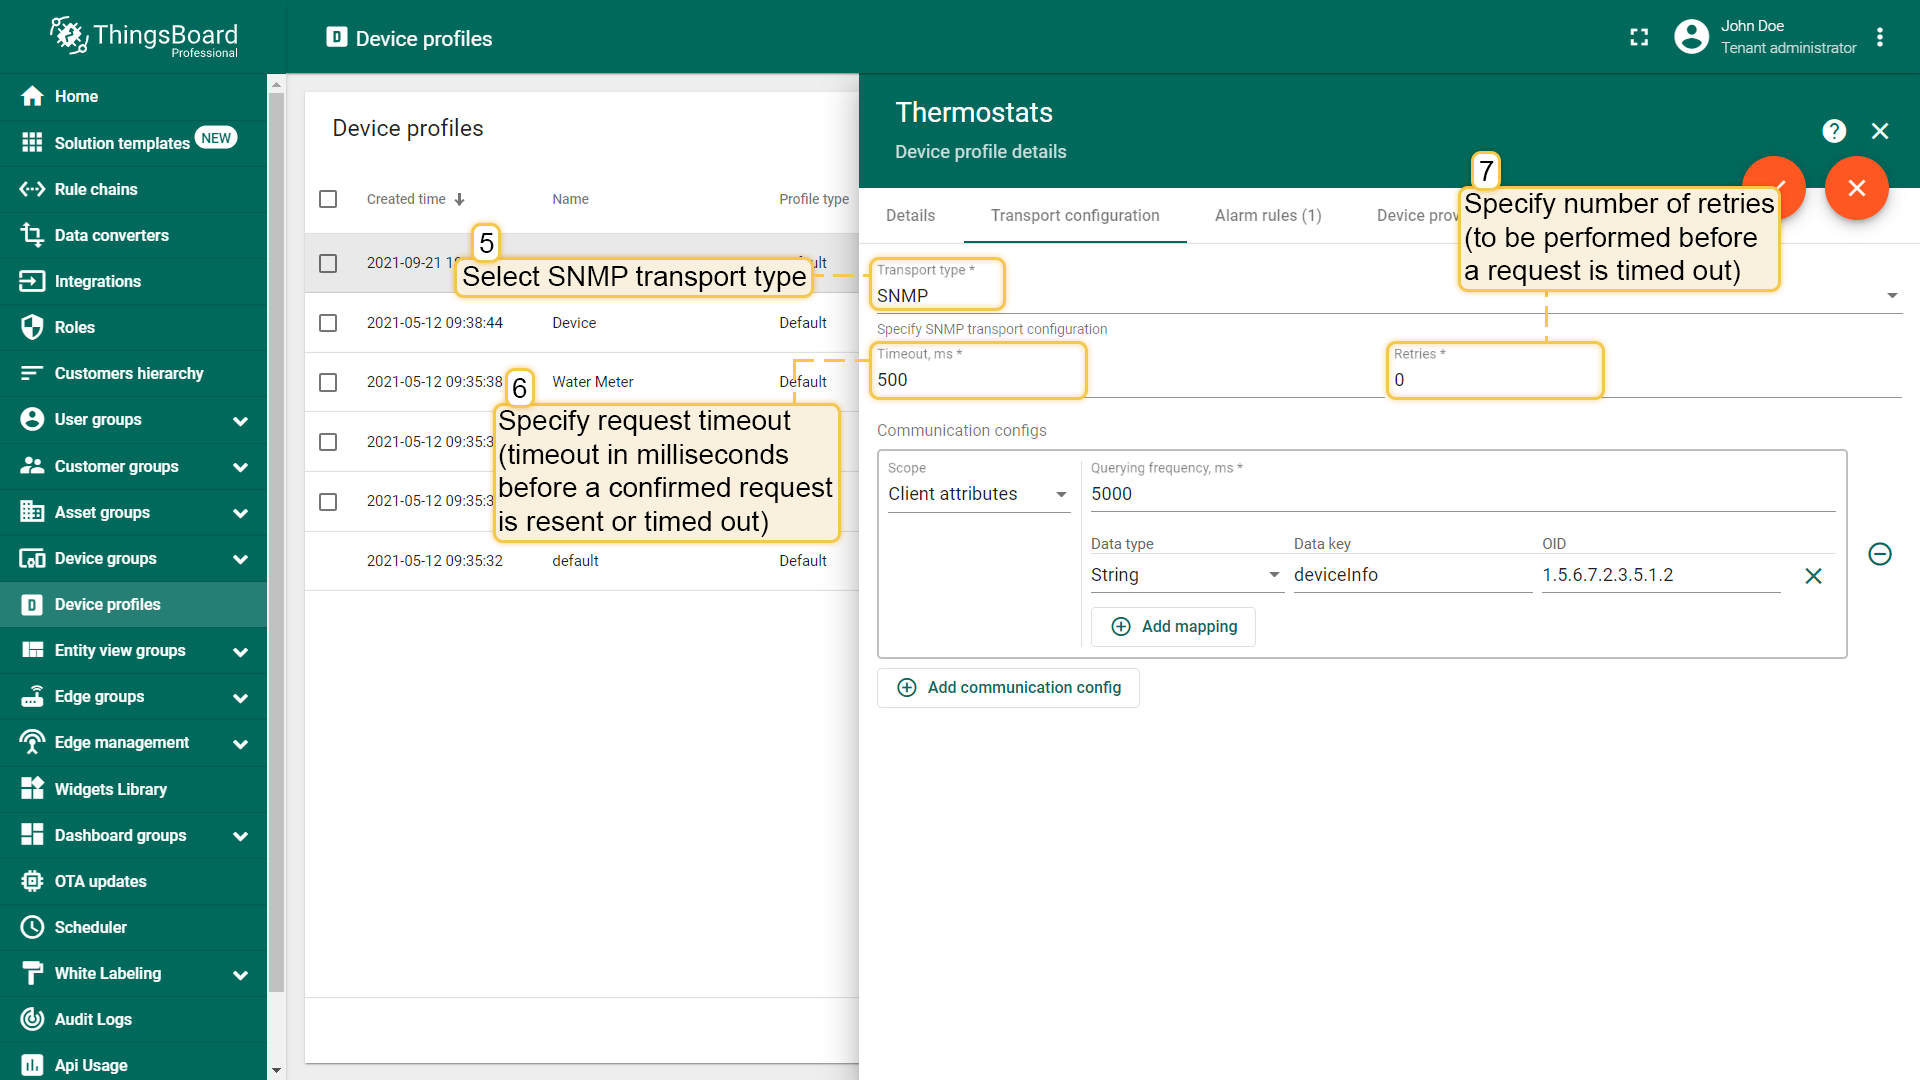 ThingsBoard
Professional
Device profiles
John Doe
Tenant administrator
Home
Solution templates
NEW
Rule chains
Data converters
Integrations
Roles
Customers hierarchy
User groups
Customer groups
Asset groups
Device groups
Device profiles
Entity view groups
Edge groups
Edge management
Widgets Library
Dashboard groups
OTA updates
Scheduler
White Labeling
Audit Logs
Api Usage
Device profiles
Created time
Name
Profile type
2021-09-21
2021-05-12 09:38:44
Device
Default
2021-05-12 09:35:38
Water Meter
Default
2021-05-12 09:35:3
2021-05-12 09:35:3
2021-05-12 09:35:32
default
Default
5
Select SNMP transport type
6
Specify request timeout
(timeout in milliseconds
before a confirmed request
is resent or timed out)
7
Specify number of retries
(to be performed before
a request is timed out)
Thermostats
Device profile details
?
Details
Transport configuration
Alarm rules (1)
Device prov
Transport type *
SNMP
Specify SNMP transport configuration
Timeout, ms *
500
Retries *
0
Communication configs
Scope
Client attributes
Querying frequency, ms *
5000
Data type
Data key
OID
String
deviceInfo
1.5.6.7.2.3.5.1.2
Add mapping
Add communication config